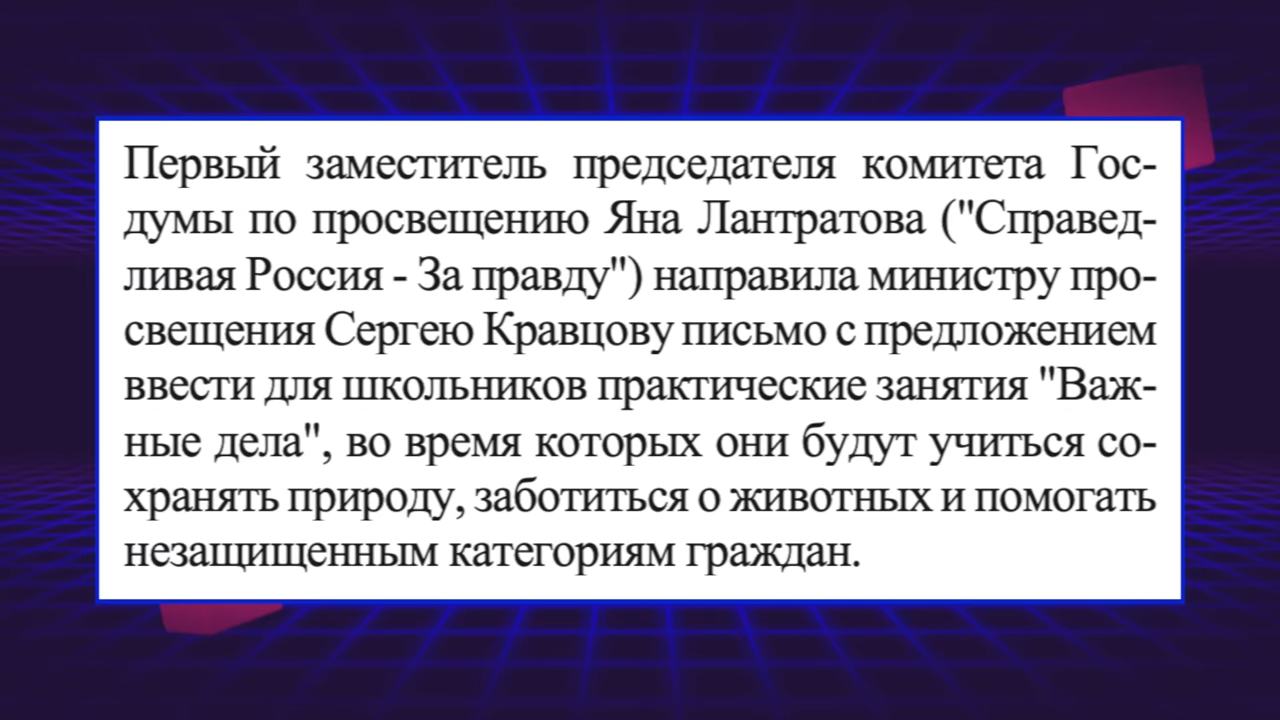 Первый заместитель председателя комитета Гос-
думы по просвещению Яна Лантратова ("Справед-
ливая Россия - За правду") направила министру про-
свещения Сергею Кравцову письмо с предложением
ввести для школьников практические занятия "Важ-
ные дела", во время которых они будут учиться со-
хранять природу, заботиться о животных и помогать
незащищенным категориям граждан.